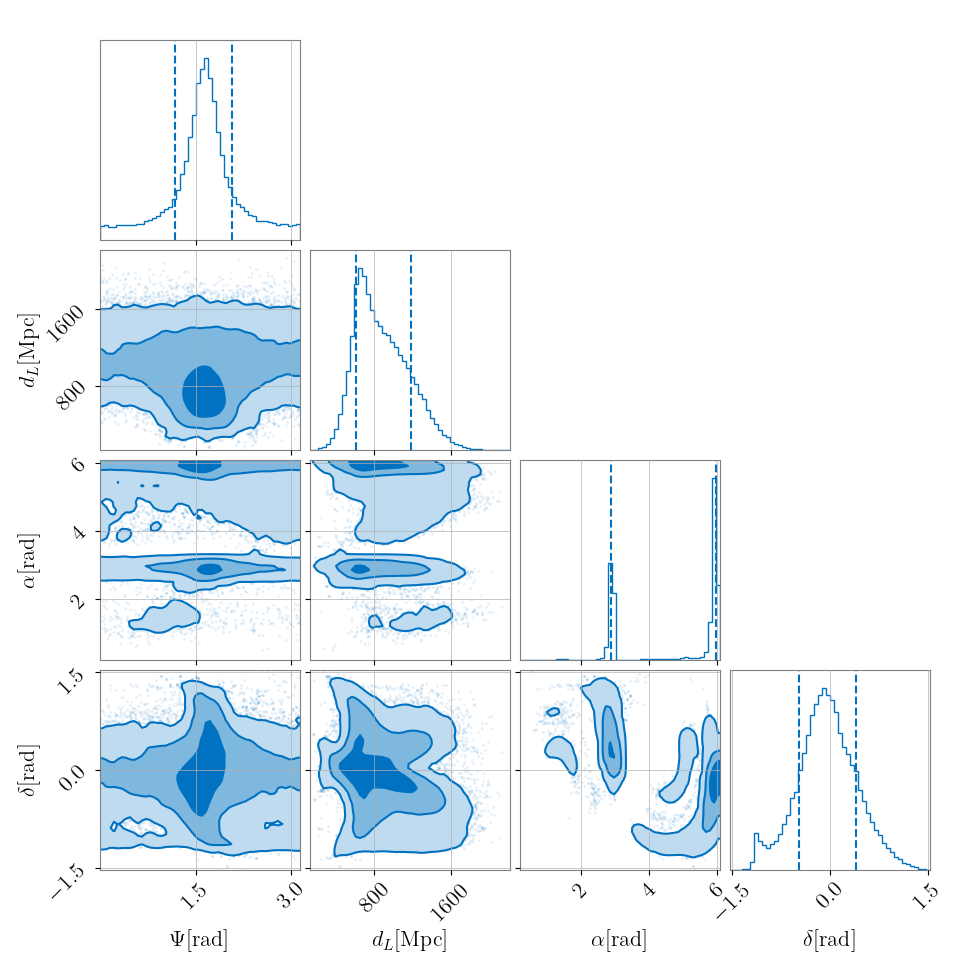 d_L[Mpc]
1600
800
α[rad]
6
4
2
δ[rad]
1.5
0.0
−1.5
1.5 3.0 800 1600 2 4 6 −1.5 0.0 1.5
Ψ[rad] d_L[Mpc] α[rad] δ[rad]